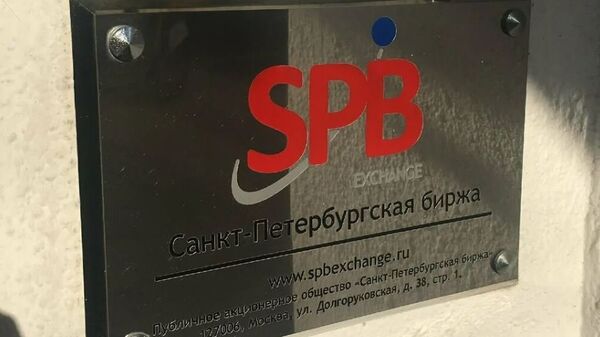 SPB
EXCHANGE
Санкт-Петербургская биржа
www.spbexchange.ru
Публичное акционерное общество «Санкт-Петербургская биржа»
127006, Москва, ул. Долгоруковская, д. 38, стр. 1.